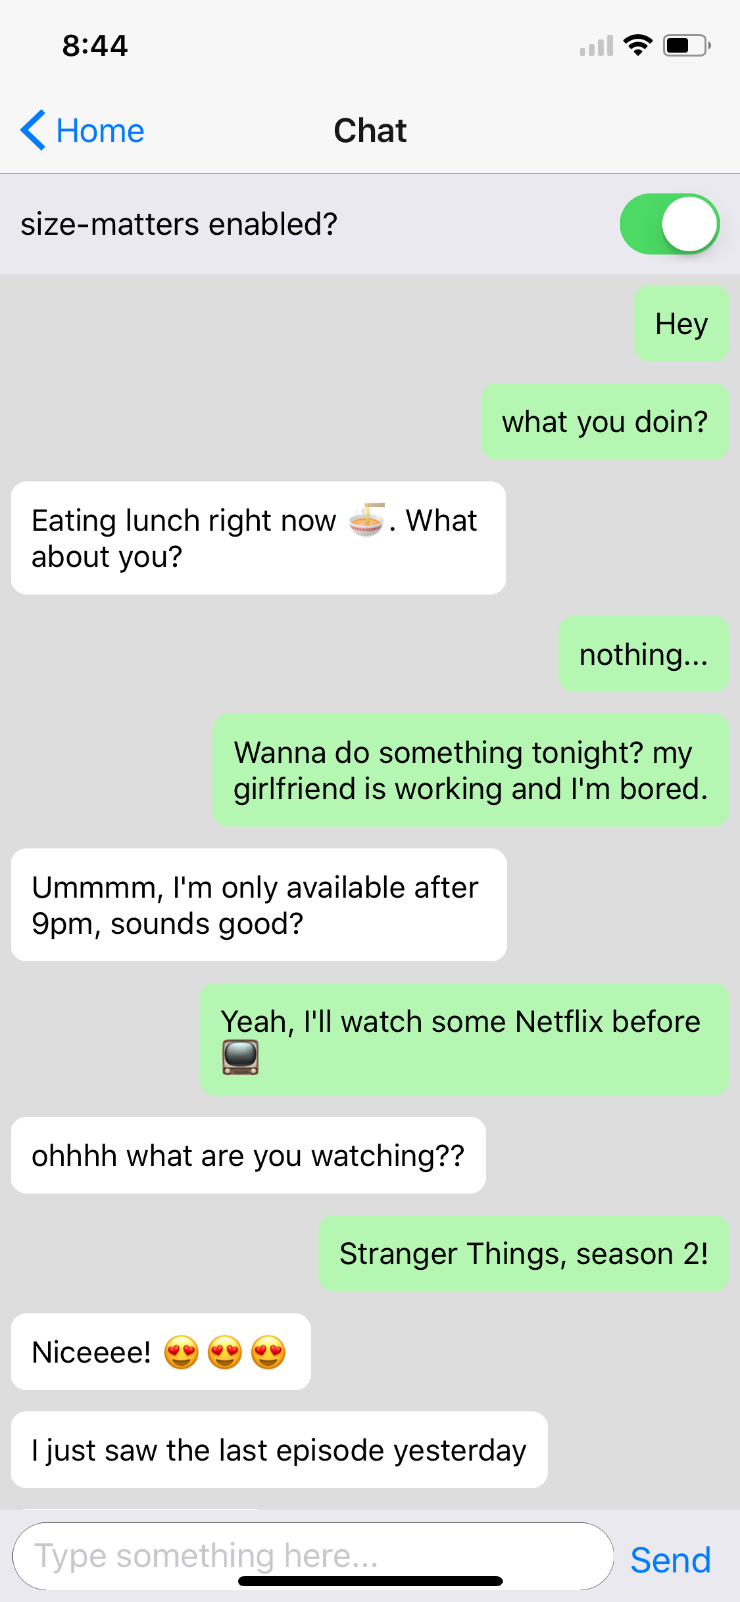 8:44
Home
Chat
size-matters enabled?
Hey
what you doin?
Eating lunch right now 🍜. What
about you?
nothing...
Wanna do something tonight? my
girlfriend is working and I'm bored.
Ummmm, I'm only available after
9pm, sounds good?
Yeah, I'll watch some Netflix before
📺
ohhhh what are you watching??
Stranger Things, season 2!
Niceeee! 😍 😍 😍
I just saw the last episode yesterday
Type something here...
Send